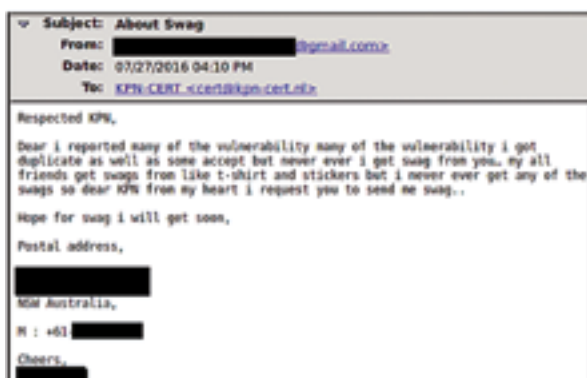 Subject: About Swag
From: @gmail.com>
Date: 07/27/2016 04:10 PM
To: KPN-CERT <cert@kpn-cert.nl>
Respected KPN,
Dear i reported many of the vulnerability many of the vulnerability i got
duplicate as well as some accept but never ever i got swag from you. my all
friends get swags from like t-shirt and stickers but i never ever get any of the
swags so dear KPN from my heart i request you to send me swag..
Hope for swag i will get soon,
Postal address,
NSW Australia,
M : +61
Cheers,